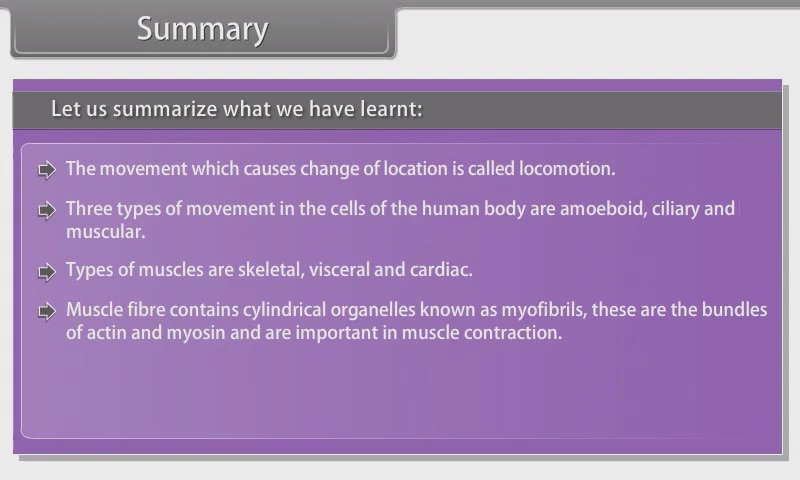 Summary
Let us summarize what we have learnt:
The movement which causes change of location is called locomotion.
Three types of movement in the cells of the human body are amoeboid, ciliary and
muscular.
Types of muscles are skeletal, visceral and cardiac.
Muscle fibre contains cylindrical organelles known as myofibrils, these are the bundles
of actin and myosin and are important in muscle contraction.